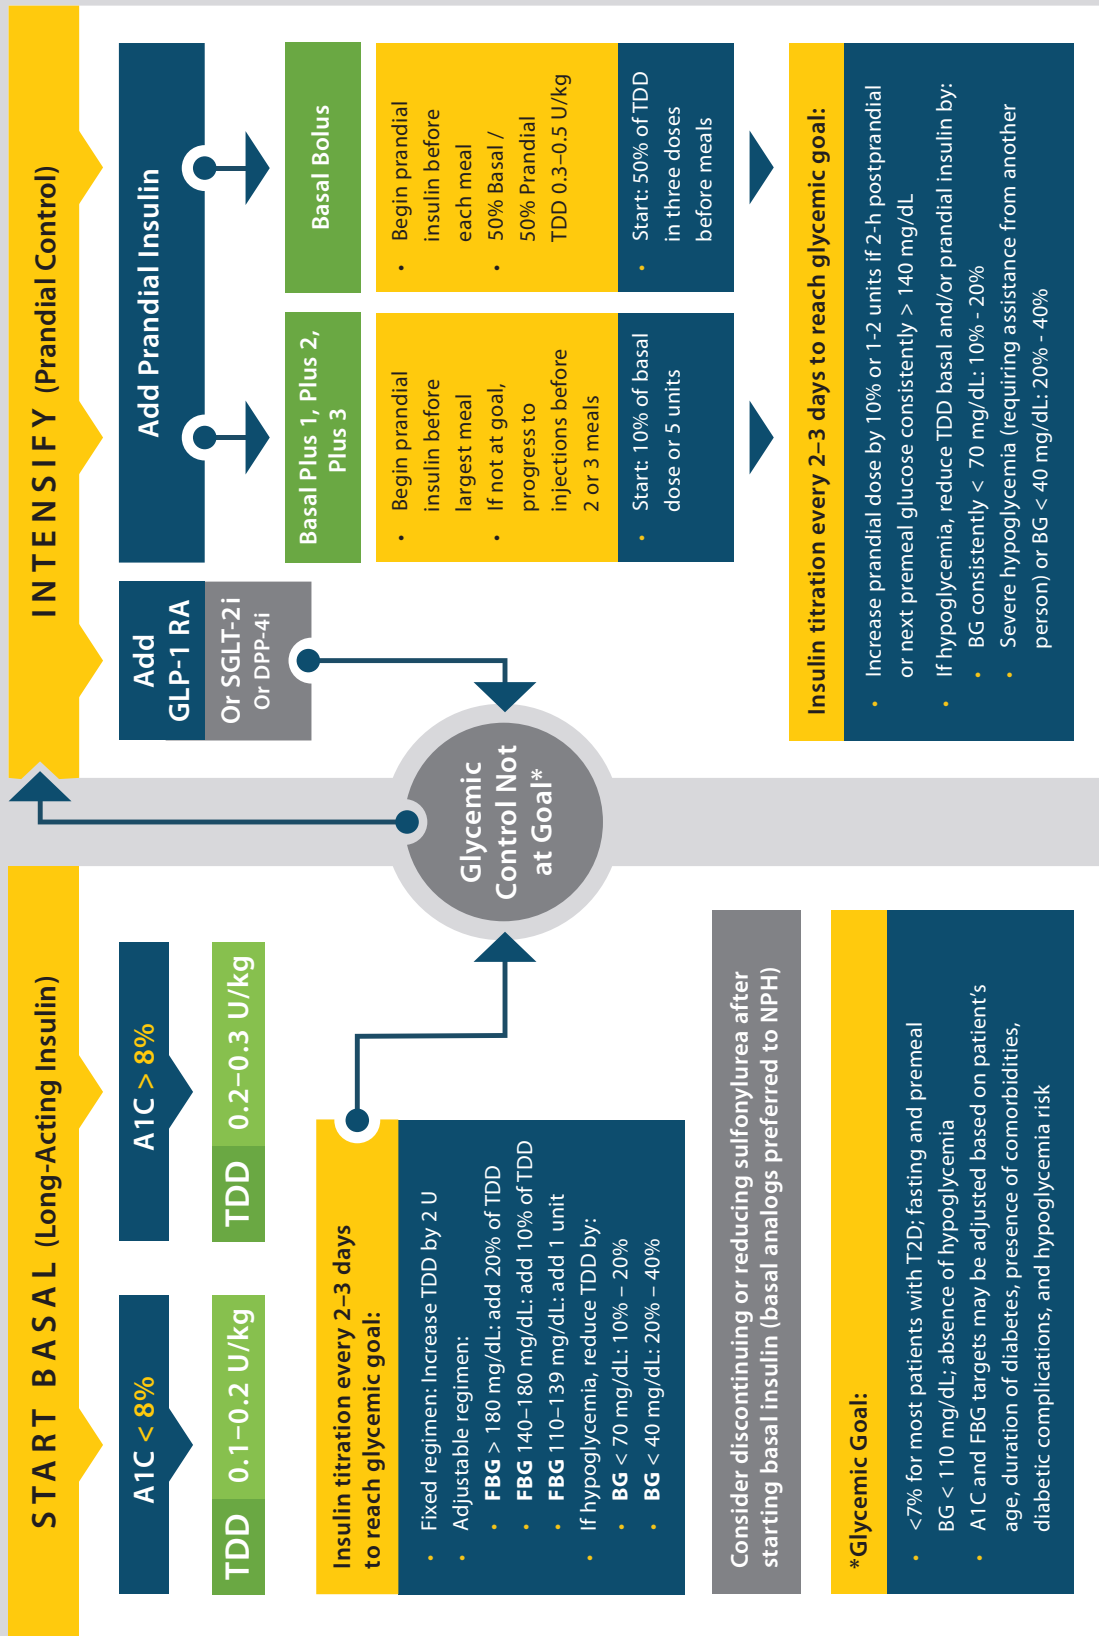 START BASAL (Long-Acting Insulin)
A1C < 8%
A1C > 8%
TDD 0.1–0.2 U/kg
TDD 0.2–0.3 U/kg
Insulin titration every 2–3 days
to reach glycemic goal:
• Fixed regimen: Increase TDD by 2 U
• Adjustable regimen:
• FBG > 180 mg/dL: add 20% of TDD
• FBG 140–180 mg/dL: add 10% of TDD
• FBG 110–139 mg/dL: add 1 unit
• If hypoglycemia, reduce TDD by:
• BG < 70 mg/dL: 10% – 20%
• BG < 40 mg/dL: 20% – 40%
Consider discontinuing or reducing sulfonylurea after
starting basal insulin (basal analogs preferred to NPH)
*Glycemic Goal:
• <7% for most patients with T2D; fasting and premeal
BG < 110 mg/dL; absence of hypoglycemia
• A1C and FBG targets may be adjusted based on patient's
age, duration of diabetes, presence of comorbidities,
diabetic complications, and hypoglycemia risk
Glycemic
Control Not
at Goal*
INTENSIFY (Prandial Control)
Add
GLP-1 RA
Or SGLT-2i
Or DPP-4i
Add Prandial Insulin
Basal Plus 1, Plus 2,
Plus 3
• Begin prandial
insulin before
largest meal
• If not at goal,
progress to
injections before
2 or 3 meals
• Start: 10% of basal
dose or 5 units
Basal Bolus
• Begin prandial
insulin before
each meal
• 50% Basal /
50% Prandial
TDD 0.3–0.5 U/kg
• Start: 50% of TDD
in three doses
before meals
Insulin titration every 2–3 days to reach glycemic goal:
• Increase prandial dose by 10% or 1-2 units if 2-h postprandial
or next premeal glucose consistently > 140 mg/dL
• If hypoglycemia, reduce TDD basal and/or prandial insulin by:
• BG consistently < 70 mg/dL: 10% - 20%
• Severe hypoglycemia (requiring assistance from another
person) or BG < 40 mg/dL: 20% - 40%